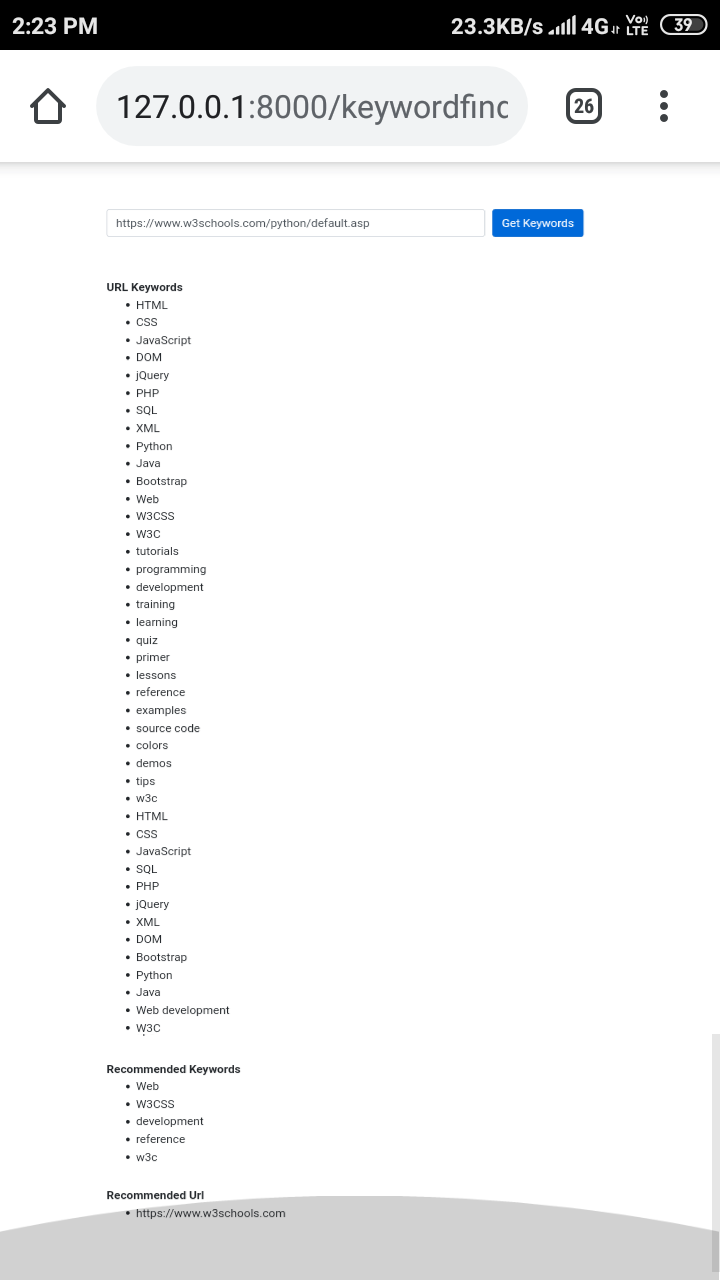 2:23 PM 23.3KB/s 4G Vo LTE 39
127.0.0.1:8000/keywordfinc 26
https://www.w3schools.com/python/default.asp Get Keywords
URL Keywords
• HTML
• CSS
• JavaScript
• DOM
• jQuery
• PHP
• SQL
• XML
• Python
• Java
• Bootstrap
• Web
• W3CSS
• W3C
• tutorials
• programming
• development
• training
• learning
• quiz
• primer
• lessons
• reference
• examples
• source code
• colors
• demos
• tips
• w3c
• HTML
• CSS
• JavaScript
• SQL
• PHP
• jQuery
• XML
• DOM
• Bootstrap
• Python
• Java
• Web development
• W3C
Recommended Keywords
• Web
• W3CSS
• development
• reference
• w3c
Recommended Url
• https://www.w3schools.com